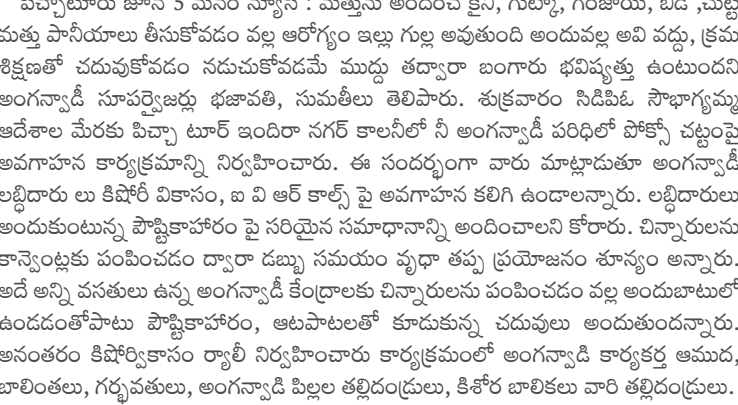 పిచ్చాటూరు జూన్ 5 మనం న్యూస్ : మత్తును అందించే కైని, గుట్కా, గంజాయి, బీడి ,చుట్ట
మత్తు పానీయాలు తీసుకోవడం వల్ల ఆరోగ్యం ఇల్లు గుల్ల అవుతుంది అందువల్ల అవి వద్దు, క్రమ
శిక్షణతో చదువుకోవడం నడుచుకోవడమే ముద్దు తద్వారా బంగారు భవిష్యత్తు ఉంటుందని
అంగన్వాడీ సూపర్వైజర్లు భజావతి, సుమతీలు తెలిపారు. శుక్రవారం సిడిపిఓ సౌభాగ్యమ్మ
ఆదేశాల మేరకు పిచ్చా టూర్ ఇందిరా నగర్ కాలనీలో నీ అంగన్వాడీ పరిధిలో పోక్సో చట్టంపై
అవగాహన కార్యక్రమాన్ని నిర్వహించారు. ఈ సందర్భంగా వారు మాట్లాడుతూ అంగన్వాడీ
లబ్ధిదారు లు కిషోరీ వికాసం, ఐ వి ఆర్ కాల్స్ పై అవగాహన కలిగి ఉండాలన్నారు. లబ్ధిదారులు
అందుకుంటున్న పౌష్టికాహారం పై సరియైన సమాధానాన్ని అందించాలని కోరారు. చిన్నారులను
కాన్వెంట్లకు పంపించడం ద్వారా డబ్బు సమయం వృధా తప్ప ప్రయోజనం శూన్యం అన్నారు.
అదే అన్ని వసతులు ఉన్న అంగన్వాడీ కేంద్రాలకు చిన్నారులను పంపించడం వల్ల అందుబాటులో
ఉండడంతోపాటు పౌష్టికాహారం, ఆటపాటలతో కూడుకున్న చదువులు అందుతుందన్నారు.
అనంతరం కిషోర్వికాసం ర్యాలీ నిర్వహించారు కార్యక్రమంలో అంగన్వాడి కార్యకర్త ఆముద,
బాలింతలు, గర్భవతులు, అంగన్వాడి పిల్లల తల్లిదండ్రులు, కిశోర బాలికలు వారి తల్లిదండ్రులు.